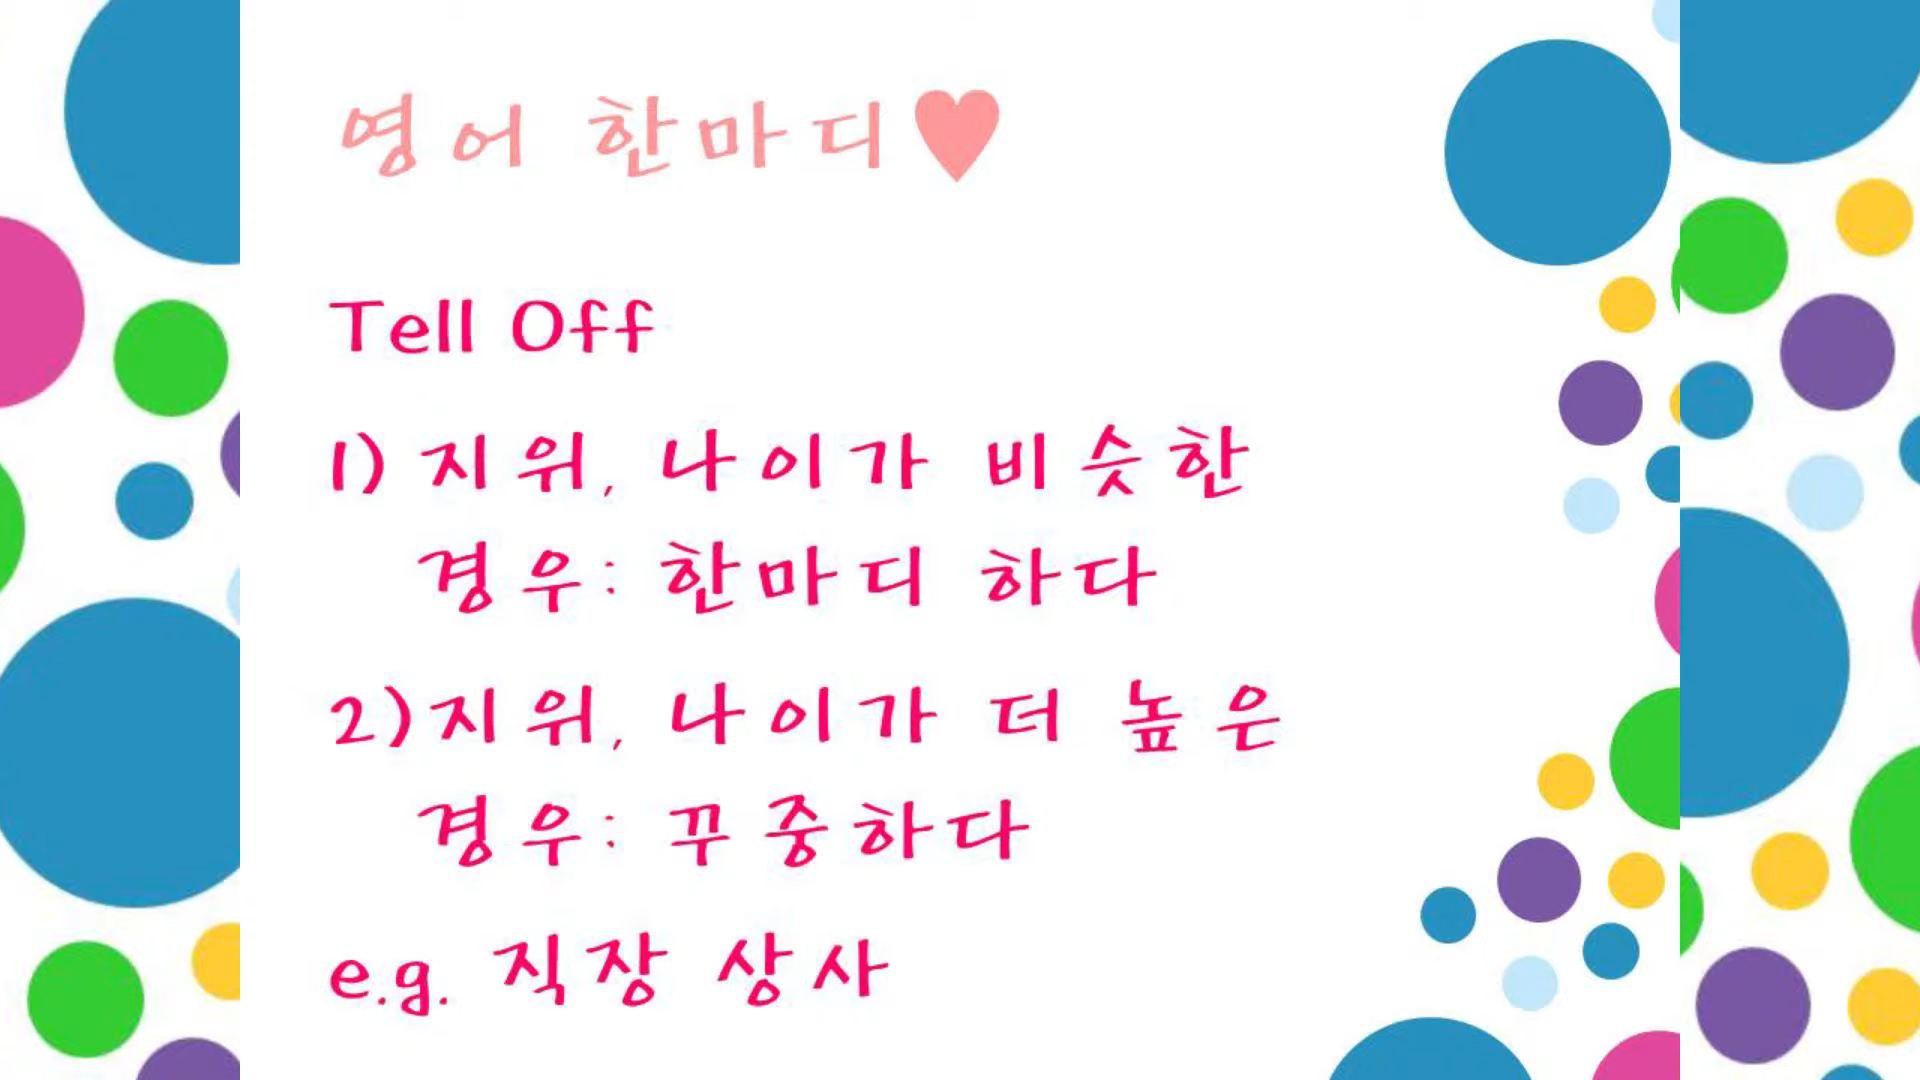 영어 한마디♥
Tell Off
1) 지위, 나이가 비슷한
경우: 한마디 하다
2)지위, 나이가 더 높은
경우: 꾸중하다
e.g. 직장 상사